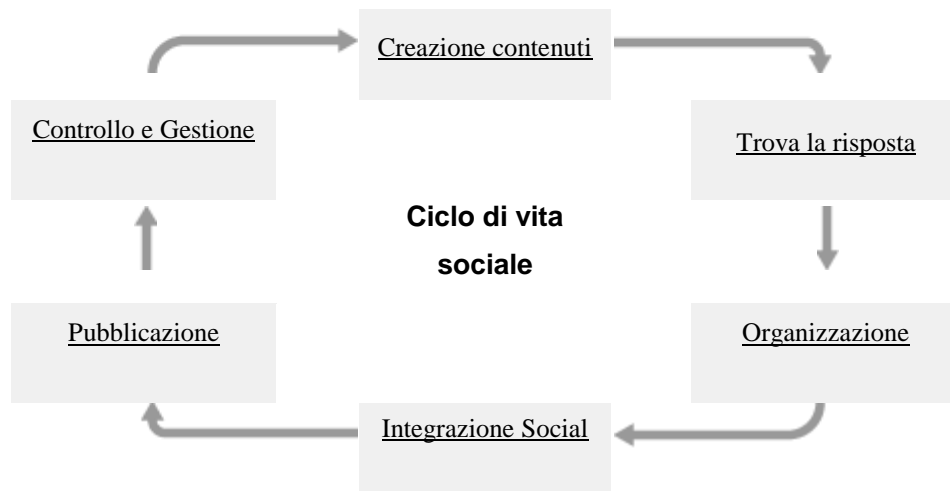 Creazione contenuti
Controllo e Gestione
Trova la risposta
Ciclo di vita
sociale
Pubblicazione
Organizzazione
Integrazione Social